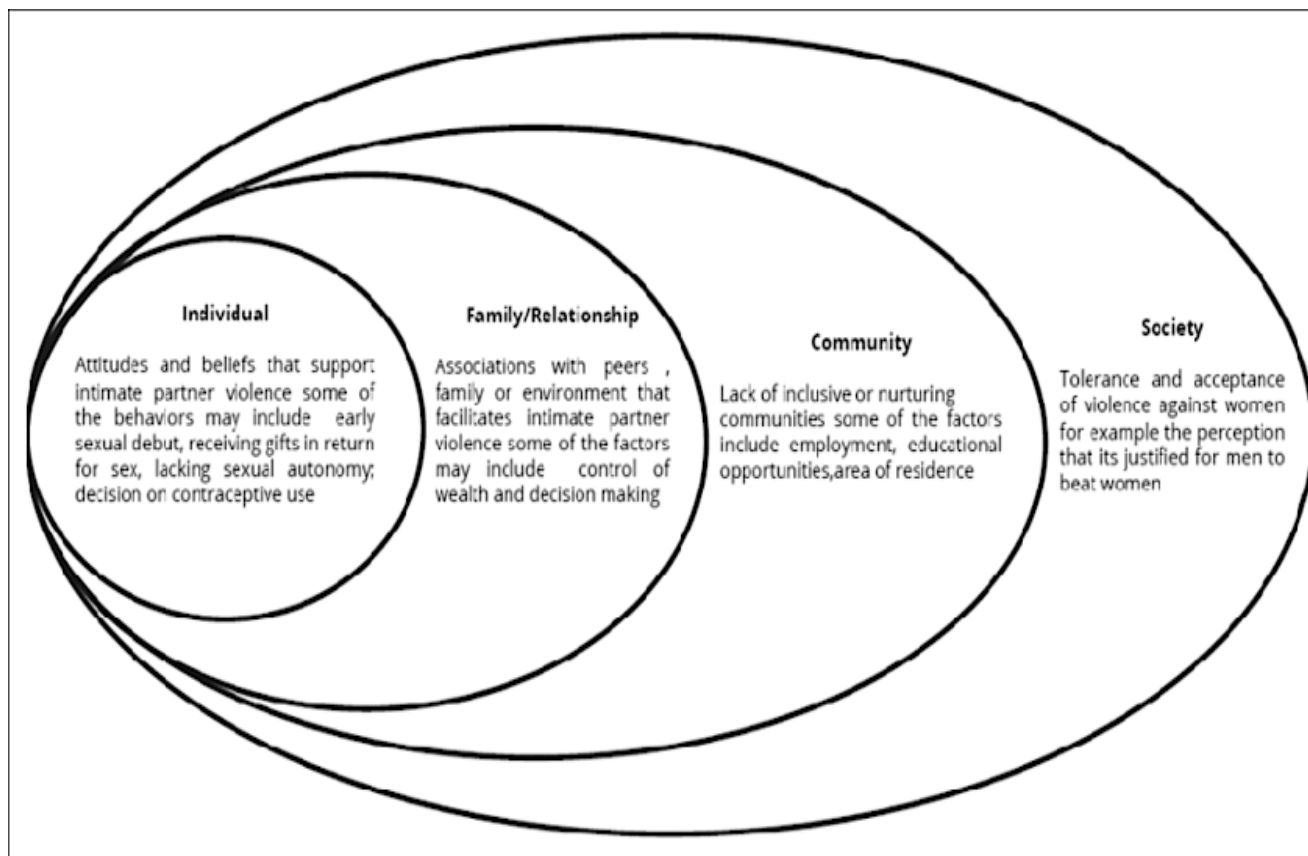 Individual
Attitudes and beliefs that support
intimate partner violence some of
the behaviors may include early
sexual debut, receiving gifts in return
for sex, lacking sexual autonomy;
decision on contraceptive use
Family/Relationship
Associations with peers ,
family or environment that
facilitates intimate partner
violence some of the factors
may include control of
wealth and decision making
Community
Lack of inclusive or nurturing
communities some of the factors
include employment, educational
opportunities,area of residence
Society
Tolerance and acceptance
of violence against women
for example the perception
that its justified for men to
beat women